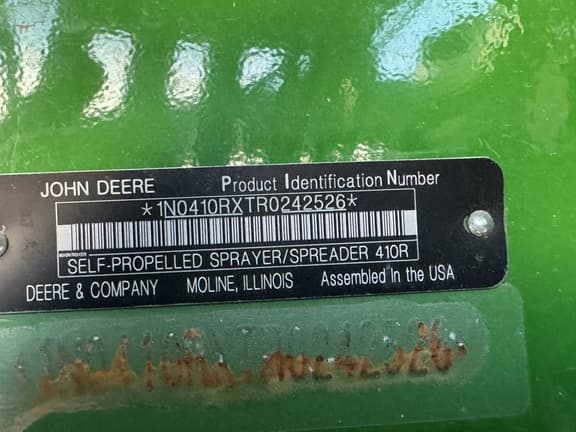 JOHN DEERE Product Identification Number
*1N0410RXTR0242526*
SELF-PROPELLED SPRAYER/SPREADER 410R
DEERE & COMPANY MOLINE, ILLINOIS Assembled In the USA